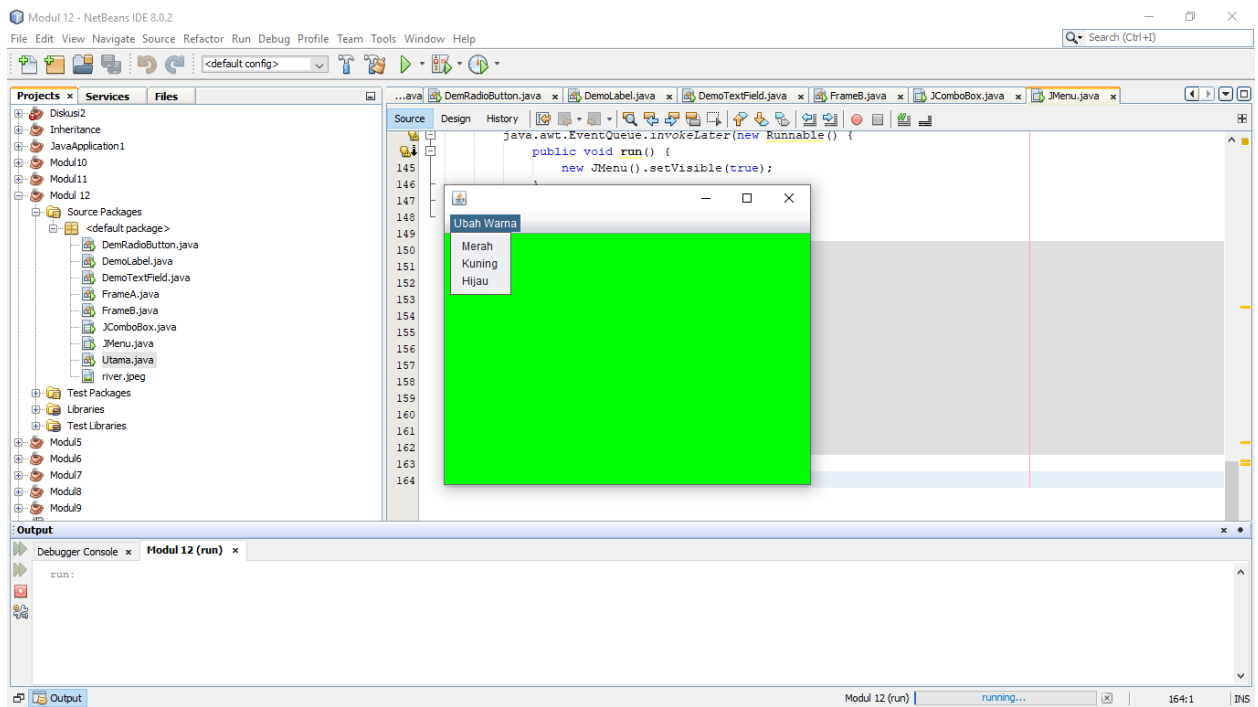 Modul 12 - NetBeans IDE 8.0.2
File Edit View Navigate Source Refactor Run Debug Profile Team Tools Window Help
Search (Ctrl+I)
<default config>
Projects x Services Files
...ava DemRadioButton.java x DemoLabel.java x DemoTextField.java x FrameB.java x JComboBox.java x JMenu.java x
Source Design History
Diskusi2
Inheritance
JavaApplication1
Modul10
Modul11
Modul 12
Source Packages
<default package>
DemRadioButton.java
DemoLabel.java
DemoTextField.java
FrameA.java
FrameB.java
JComboBox.java
JMenu.java
Utama.java
river.jpeg
Test Packages
Libraries
Test Libraries
Modul5
Modul6
Modul7
Modul8
Modul9
java.awt.EventQueue.invokeLater(new Runnable() {
public void run() {
145 new JMenu().setVisible(true);
146 }
147
148
149
150
151
152
153
154
155
156
157
158
159
160
161
162
163
164
Ubah Warna
Merah
Kuning
Hijau
Output
Debugger Console x Modul 12 (run) x
run:
Output
Modul 12 (run) running... 164:1 INS